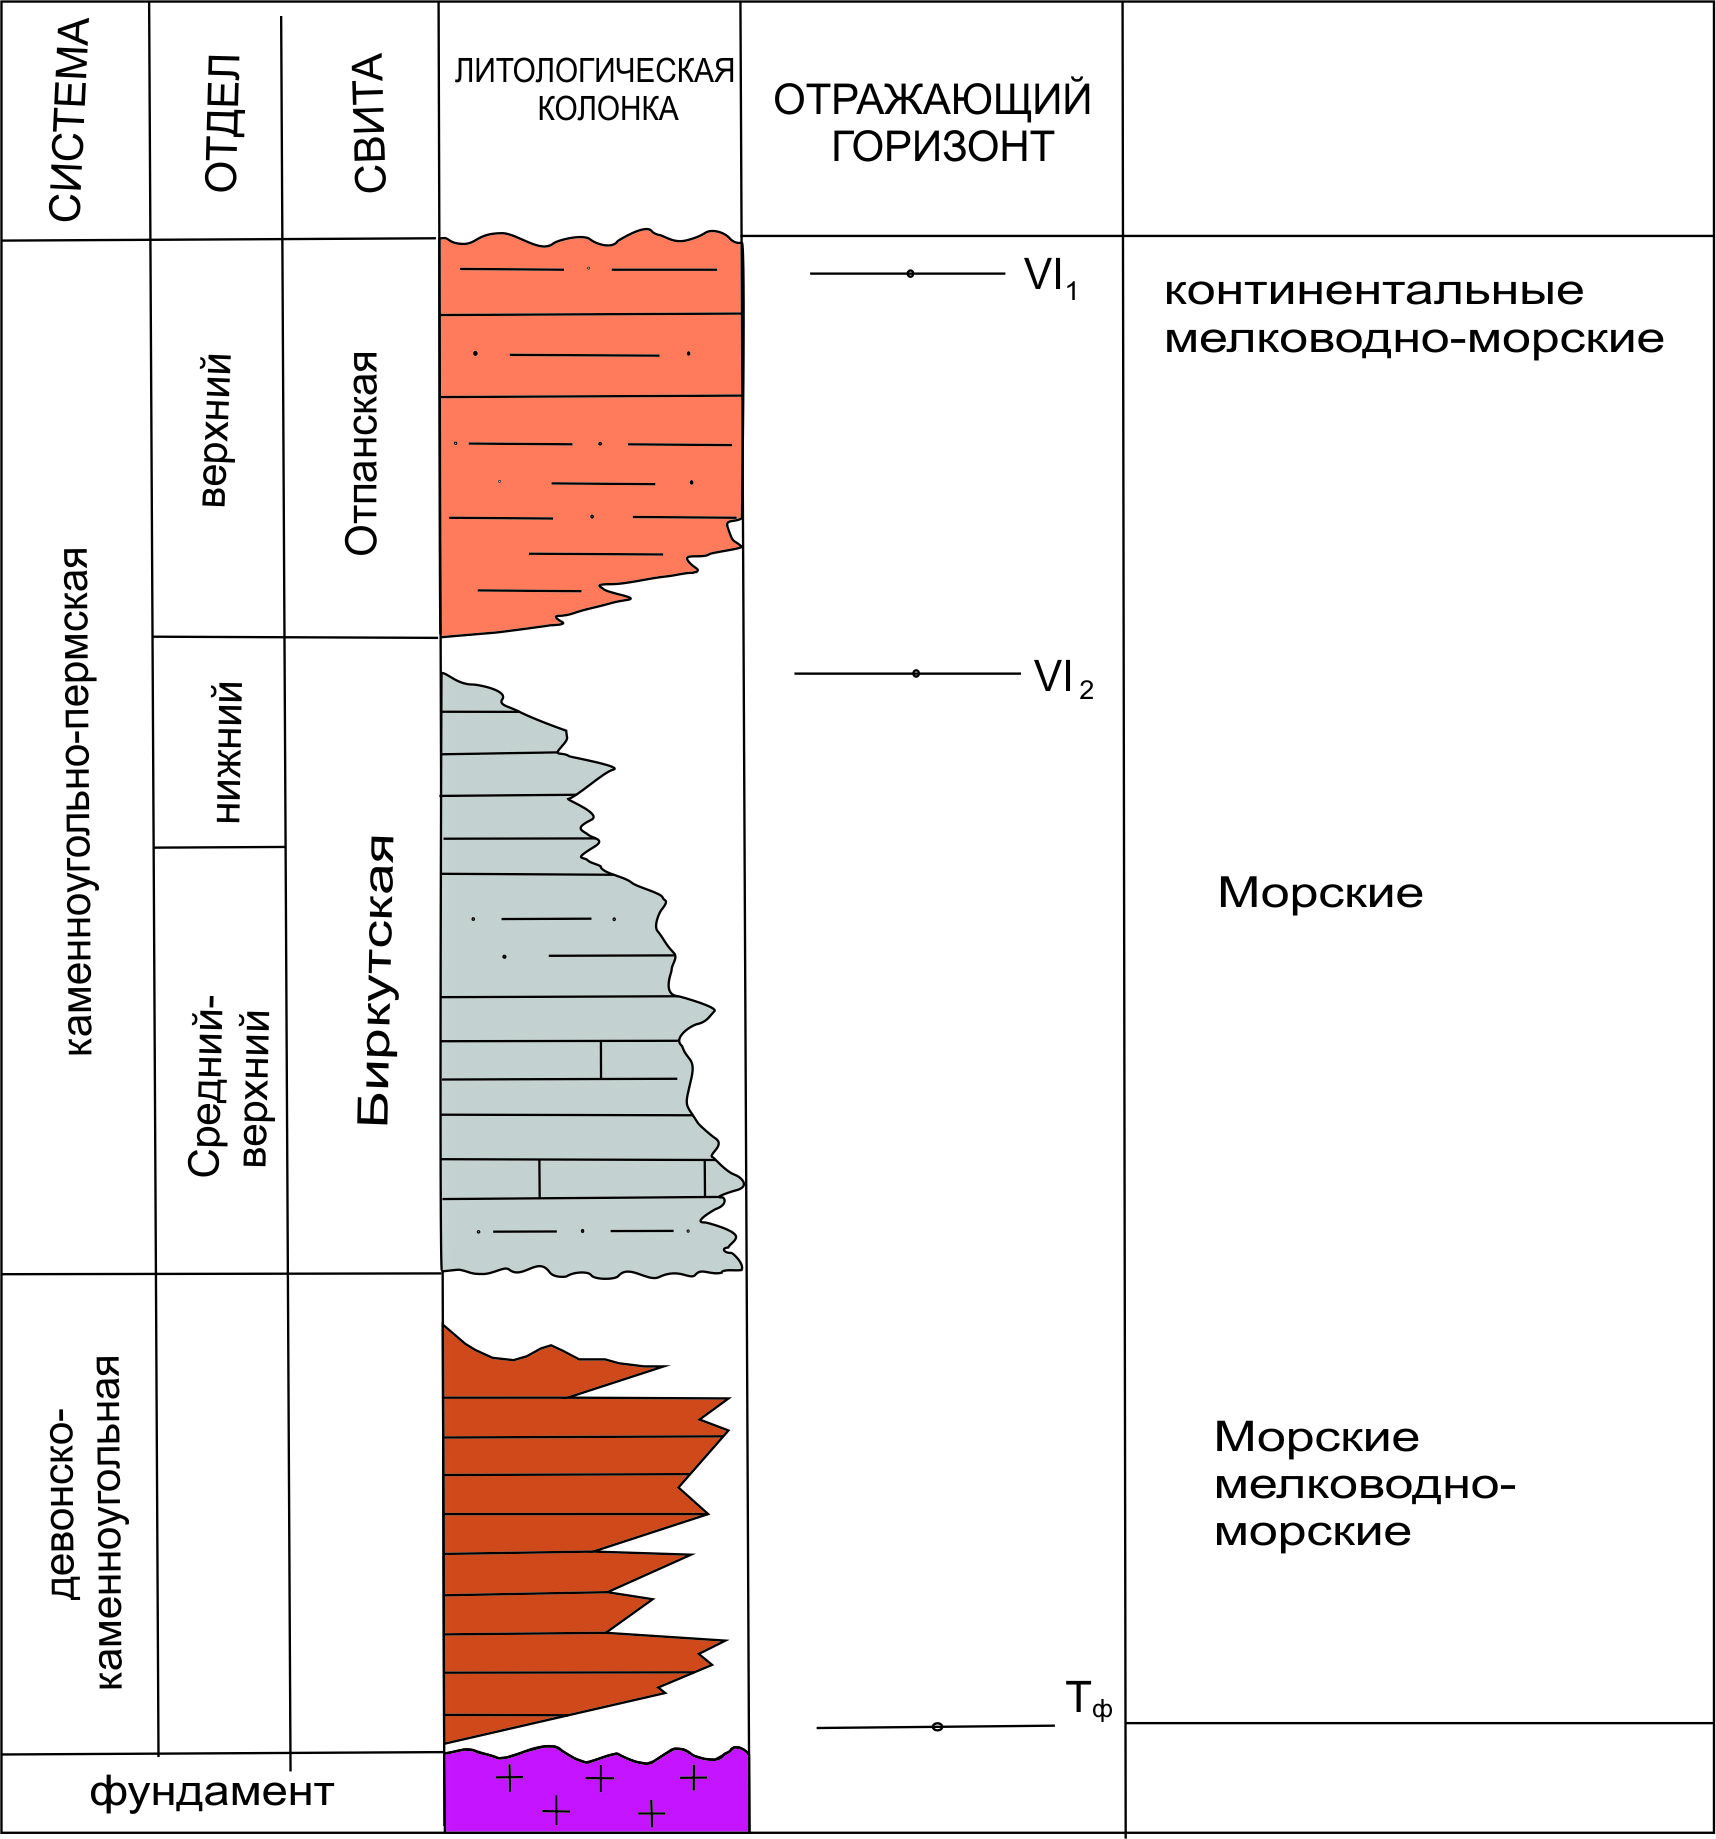 СИСТЕМА
ОТДЕЛ
СВИТА
ЛИТОЛОГИЧЕСКАЯ
КОЛОНКА
ОТРАЖАЮЩИЙ
ГОРИЗОНТ
каменноугольно-пермская
верхний
Отпанская
VI₁
континентальные
мелководно-морские
нижний
Средний-
верхний
Биркутская
VI₂
Морские
девонско-
каменноугольная
Морские
мелководно-
морские
Тф
фундамент